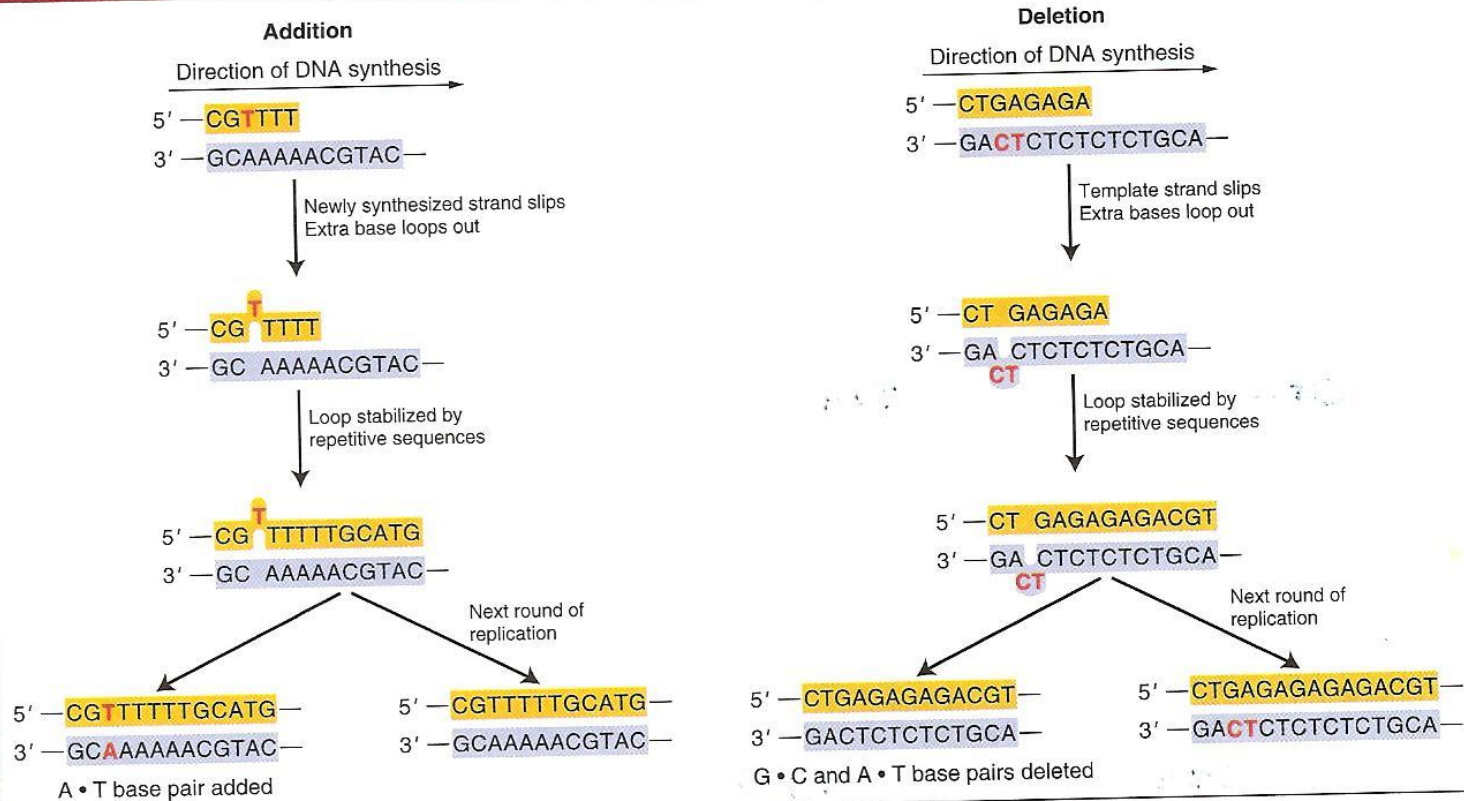 Addition
Direction of DNA synthesis
5′ —CGTTTT
3′ —GCAAAAACGTAC—
Newly synthesized strand slips
Extra base loops out
T
5′ —CG TTTT
3′ —GC AAAAACGTAC—
Loop stabilized by
repetitive sequences
T
5′ —CG TTTTTGCATG
3′ —GC AAAAACGTAC—
Next round of
replication
5′ —CGTTTTTTGCATG—
3′ —GCAAAAAACGTAC—
A • T base pair added
5′ —CGTTTTTGCATG—
3′ —GCAAAAACGTAC—
Deletion
Direction of DNA synthesis
5′ —CTGAGAGA
3′ —GACTCTCTCTCTGCA—
Template strand slips
Extra bases loop out
5′ —CT GAGAGA
3′ —GA CTCTCTCTGCA—
CT
Loop stabilized by
repetitive sequences
5′ —CT GAGAGAGACGT
3′ —GA CTCTCTCTGCA—
CT
Next round of
replication
5′ —CTGAGAGAGACGT—
3′ —GACTCTCTCTGCA—
G • C and A • T base pairs deleted
5′ —CTGAGAGAGAGACGT—
3′ —GACTCTCTCTCTGCA—